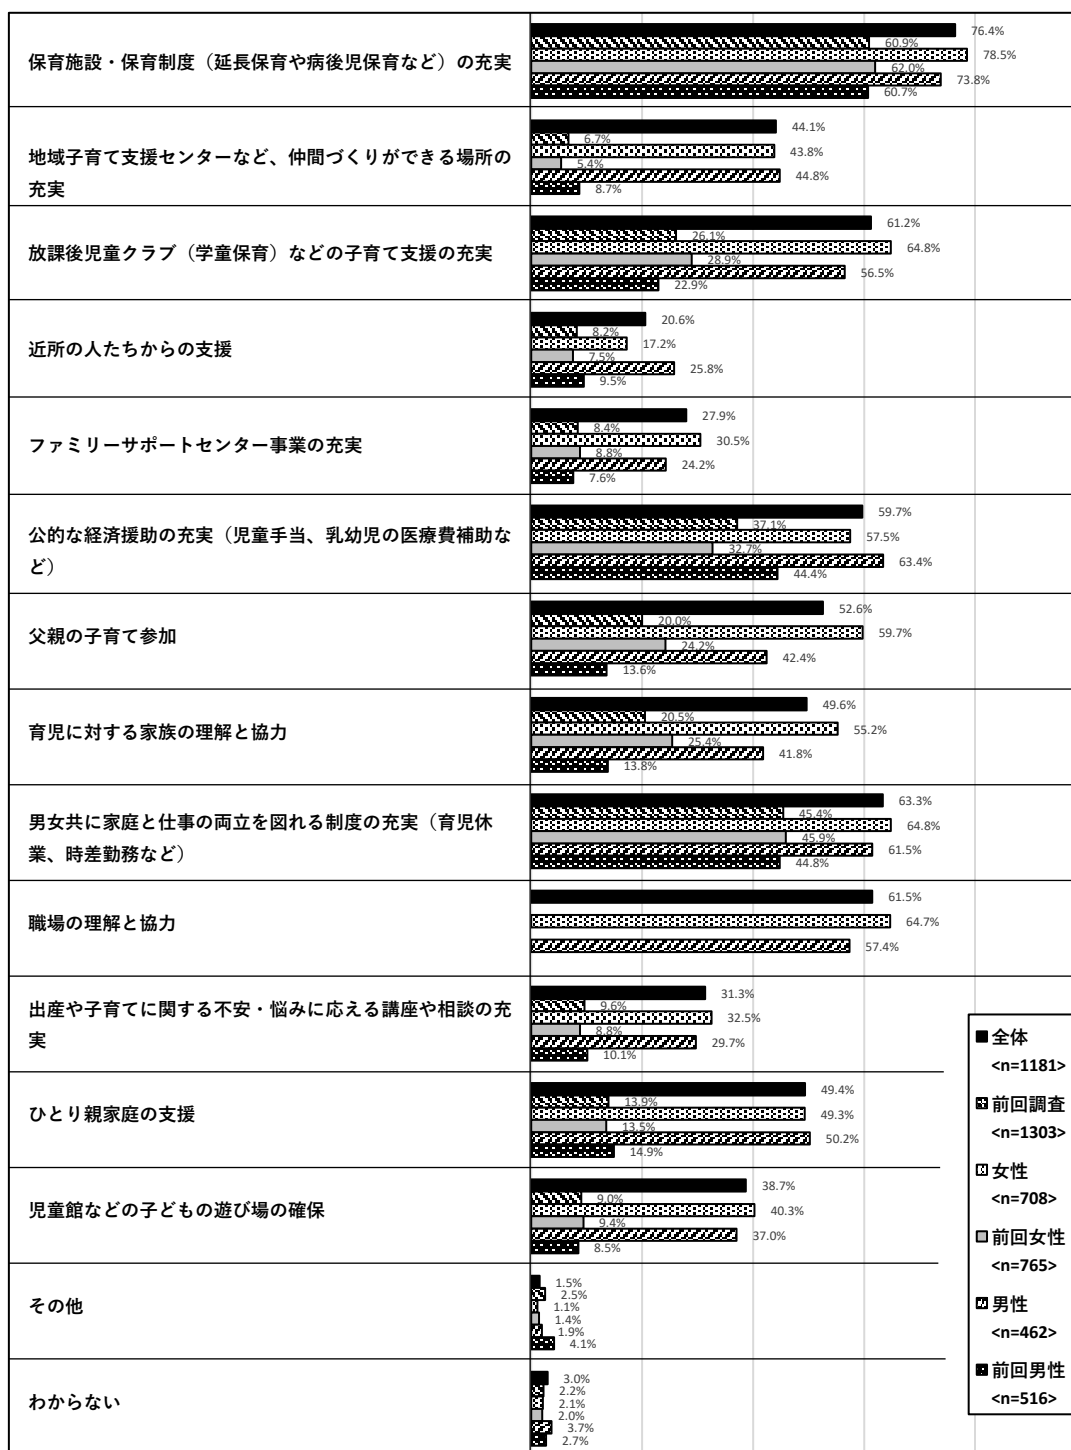 保育施設・保育制度（延長保育や病後児保育など）の充実
76.4%
60.9%
78.5%
62.0%
73.8%
60.7%
地域子育て支援センターなど、仲間づくりができる場所の
充実
44.1%
6.7%
43.8%
5.4%
44.8%
8.7%
放課後児童クラブ（学童保育）などの子育て支援の充実
61.2%
26.1%
64.8%
28.9%
56.5%
22.9%
近所の人たちからの支援
20.6%
8.2%
17.2%
7.5%
25.8%
9.5%
ファミリーサポートセンター事業の充実
27.9%
8.4%
30.5%
8.8%
24.2%
7.6%
公的な経済援助の充実（児童手当、乳幼児の医療費補助な
ど）
59.7%
37.1%
57.5%
32.7%
63.4%
44.4%
父親の子育て参加
52.6%
20.0%
59.7%
24.2%
42.4%
13.6%
育児に対する家族の理解と協力
49.6%
20.5%
55.2%
25.4%
41.8%
13.8%
男女共に家庭と仕事の両立を図れる制度の充実（育児休
業、時差勤務など）
63.3%
45.4%
64.8%
45.9%
61.5%
44.8%
職場の理解と協力
61.5%
64.7%
57.4%
出産や子育てに関する不安・悩みに応える講座や相談の充
実
31.3%
9.6%
32.5%
8.8%
29.7%
10.1%
ひとり親家庭の支援
49.4%
13.9%
49.3%
13.5%
50.2%
14.9%
児童館などの子どもの遊び場の確保
38.7%
9.0%
40.3%
9.4%
37.0%
8.5%
その他
1.5%
2.5%
1.1%
1.4%
1.9%
4.1%
わからない
3.0%
2.2%
2.1%
2.0%
3.7%
2.7%
全体
<n=1181>
前回調査
<n=1303>
女性
<n=708>
前回女性
<n=765>
男性
<n=462>
前回男性
<n=516>